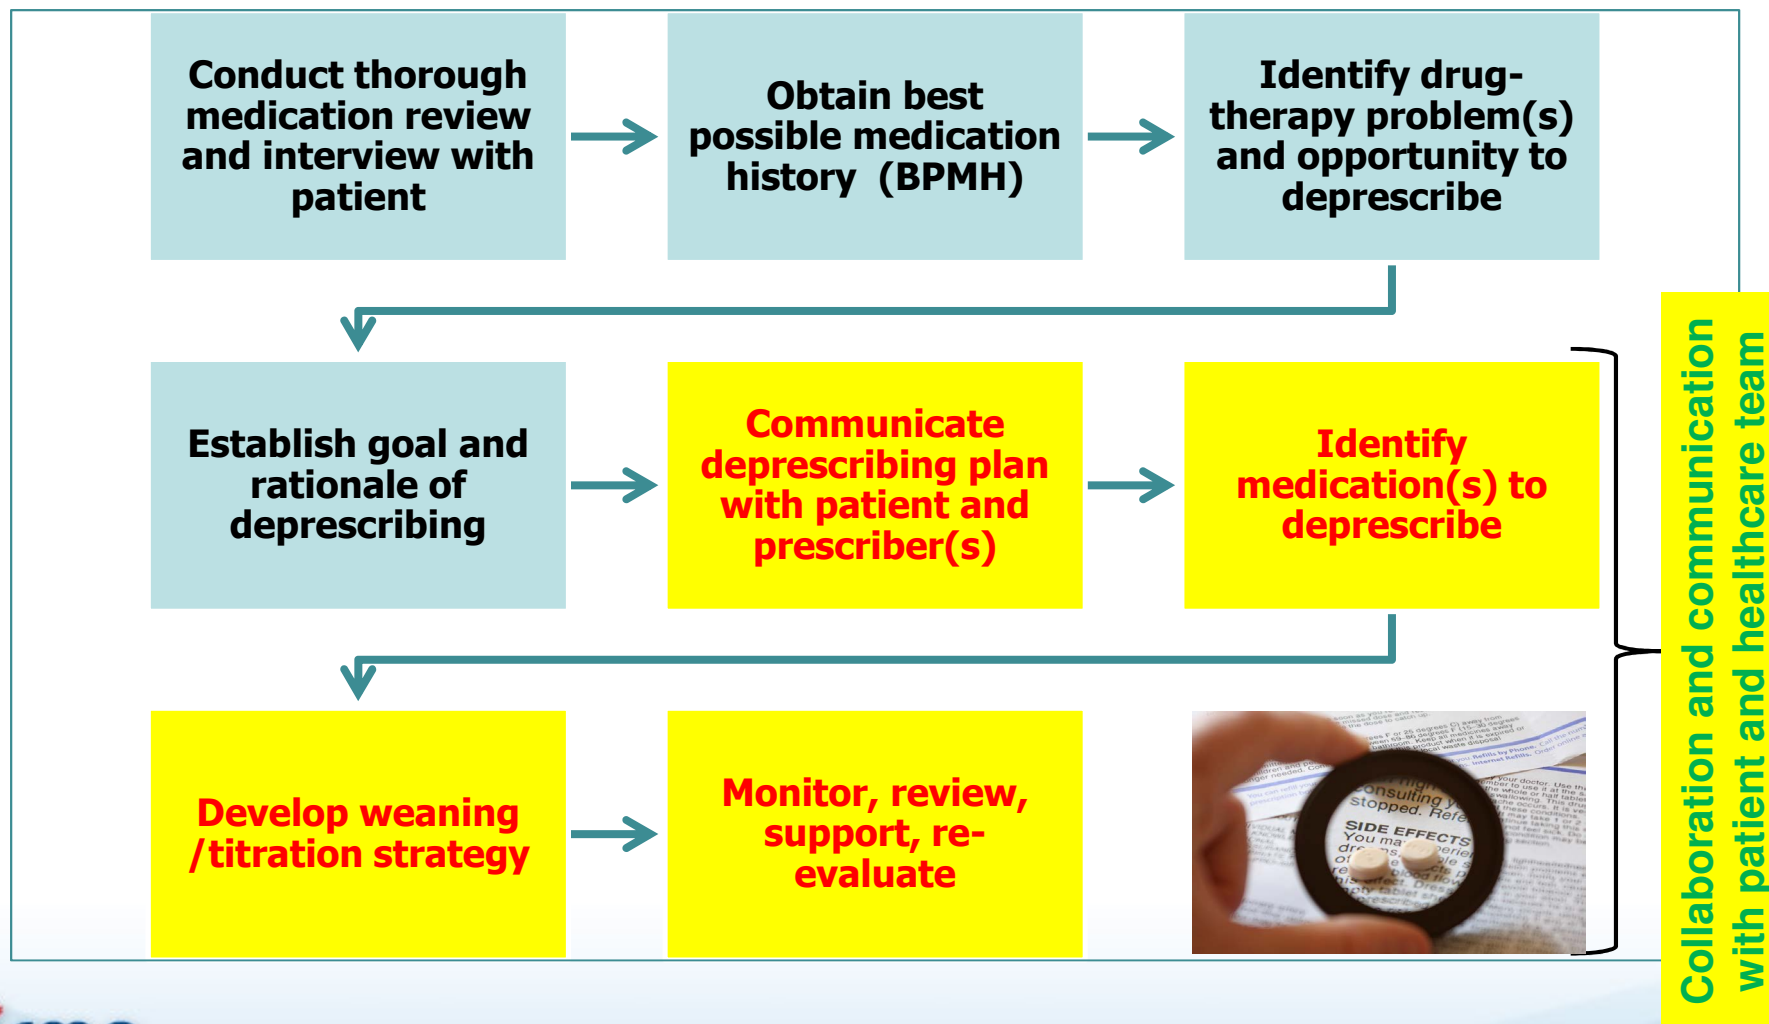 Conduct thorough
medication review
and interview with
patient
Obtain best
possible medication
history (BPMH)
Identify drug-
therapy problem(s)
and opportunity to
deprescribe
Establish goal and
rationale of
deprescribing
Communicate
deprescribing plan
with patient and
prescriber(s)
Identify
medication(s) to
deprescribe
Develop weaning
/titration strategy
Monitor, review,
support, re-
evaluate
Collaboration and communication
with patient and healthcare team
consulting
stopped.
SIDE EFFECTS